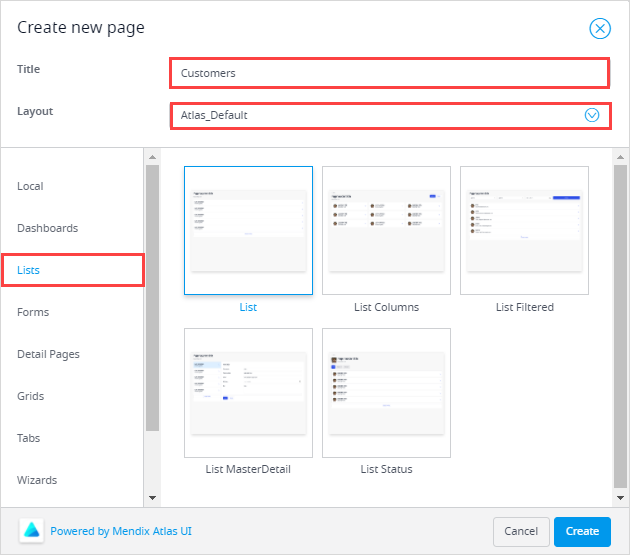 Create new page
Title
Customers
Layout
Atlas_Default
Local
Dashboards
Lists
Forms
Detail Pages
Grids
Tabs
Wizards
List
List Columns
List Filtered
List MasterDetail
List Status
Powered by Mendix Atlas UI
Cancel
Create